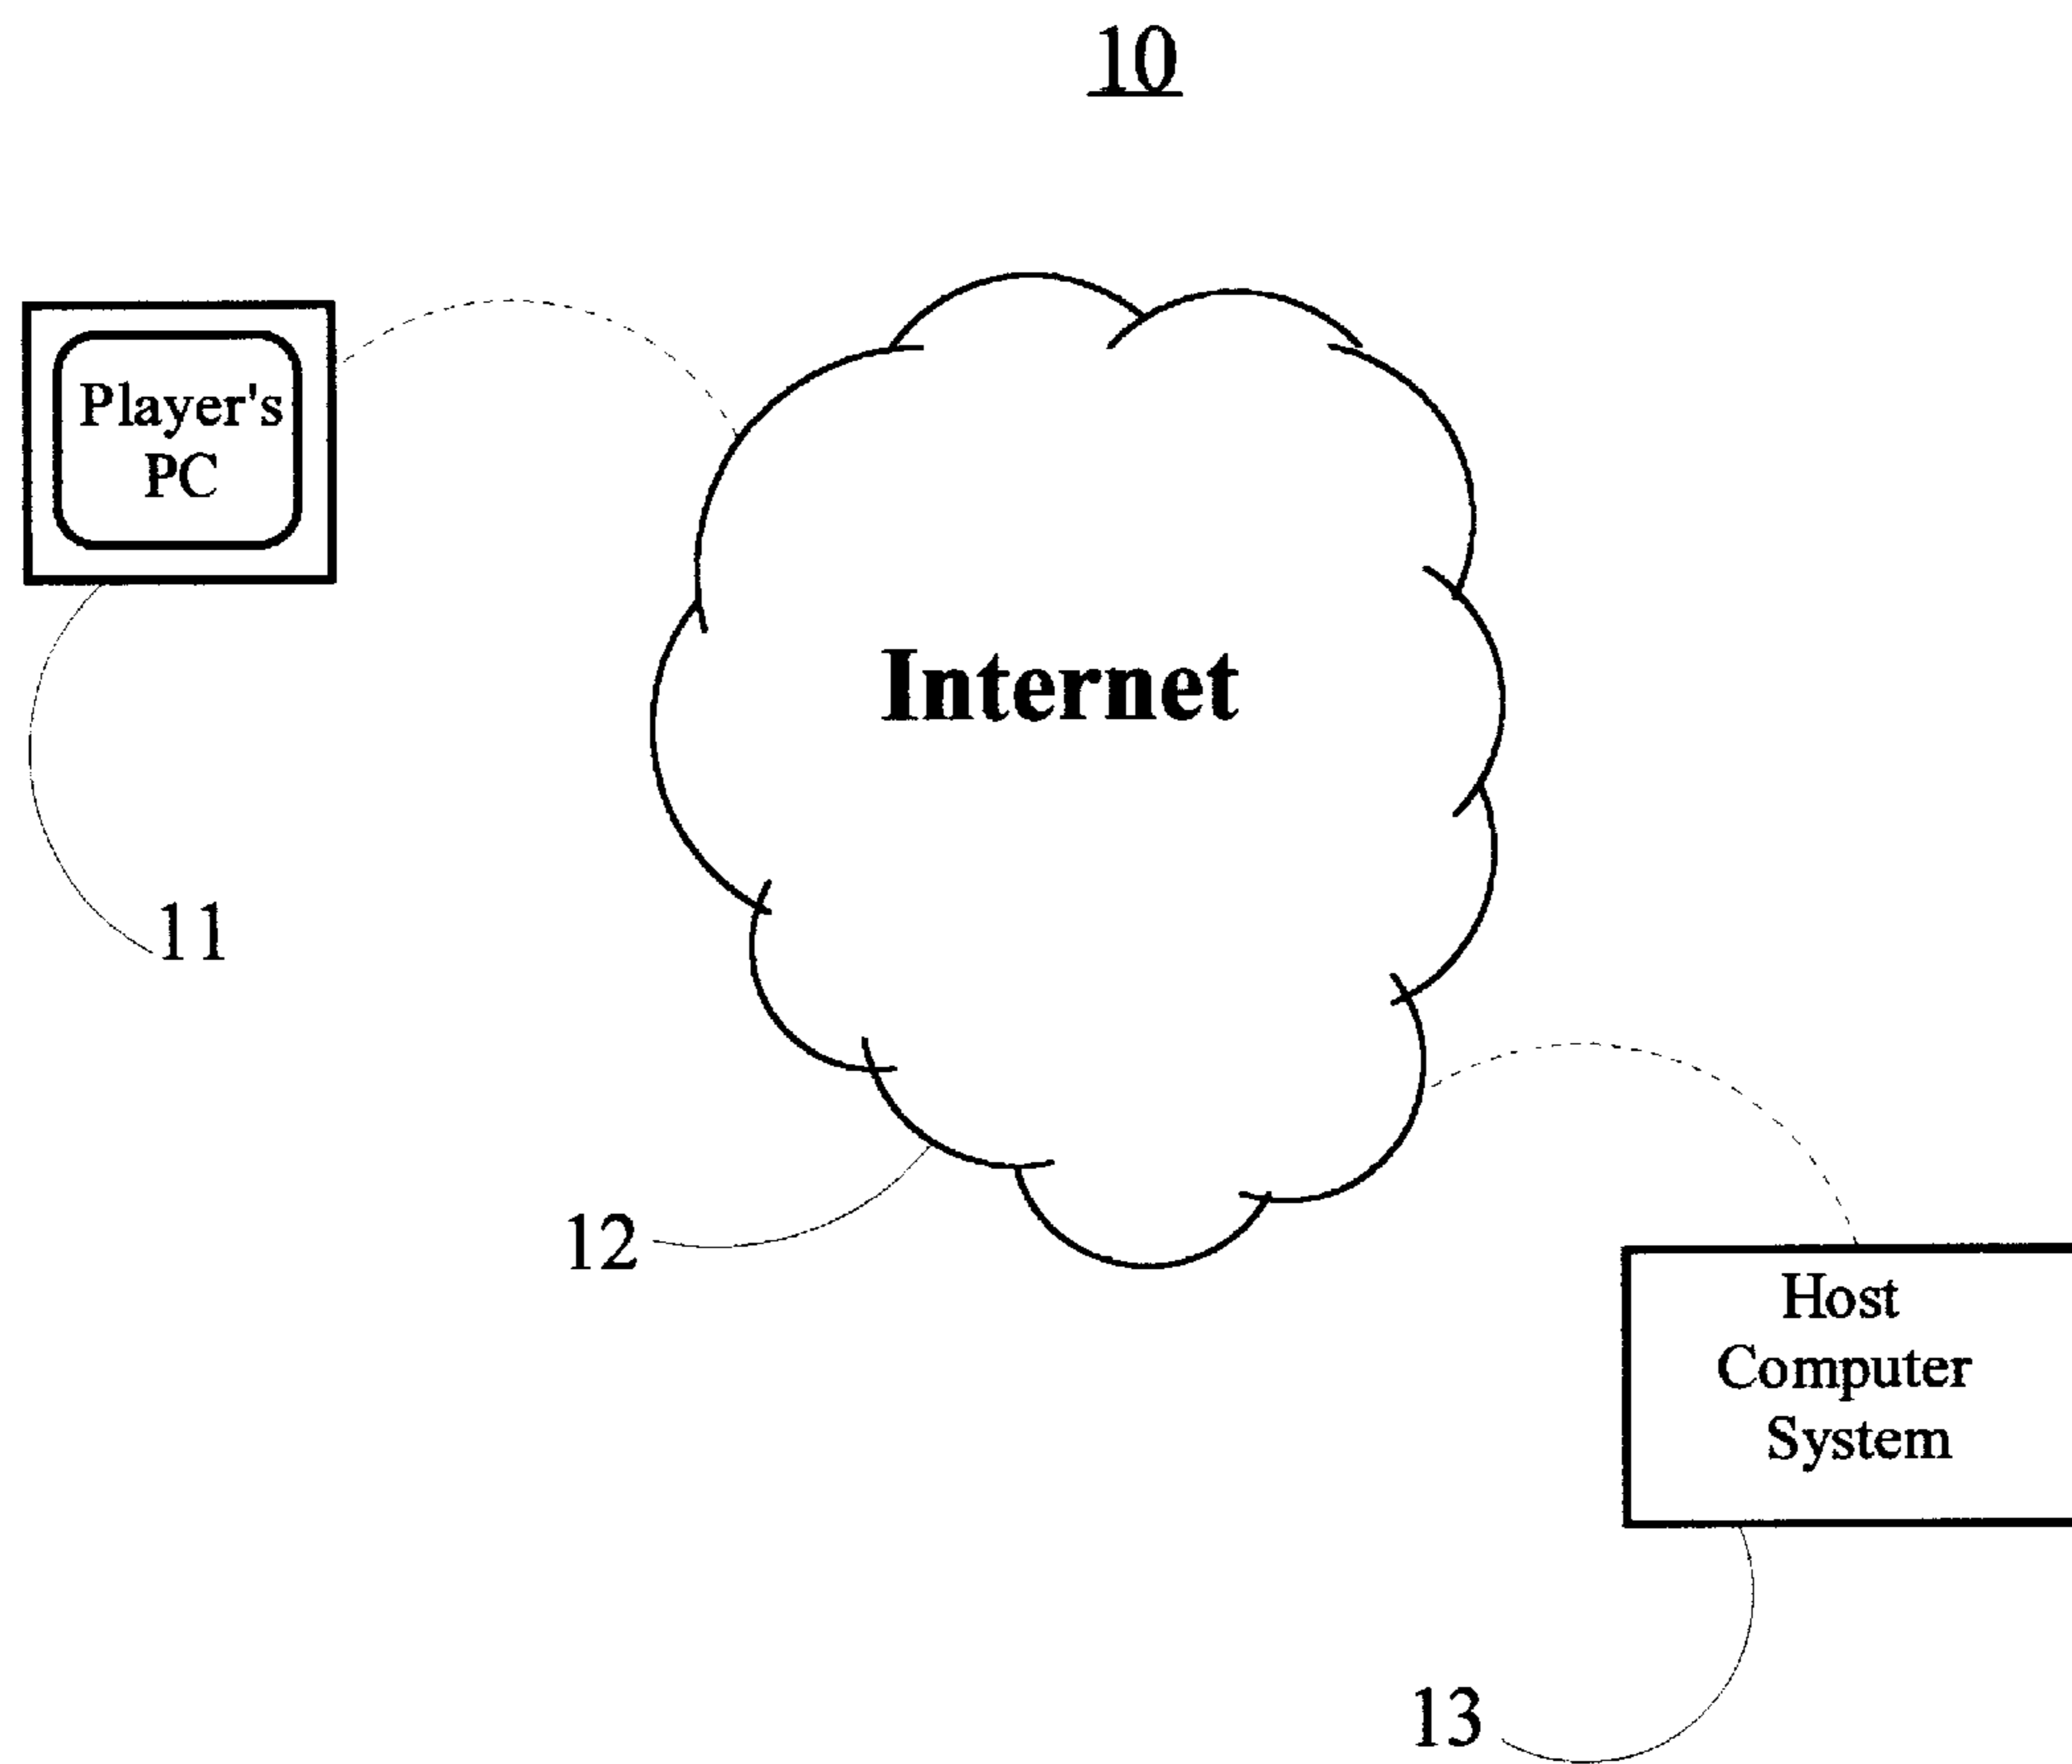 10
Player's
PC
Internet
11
12
Host
Computer
System
13